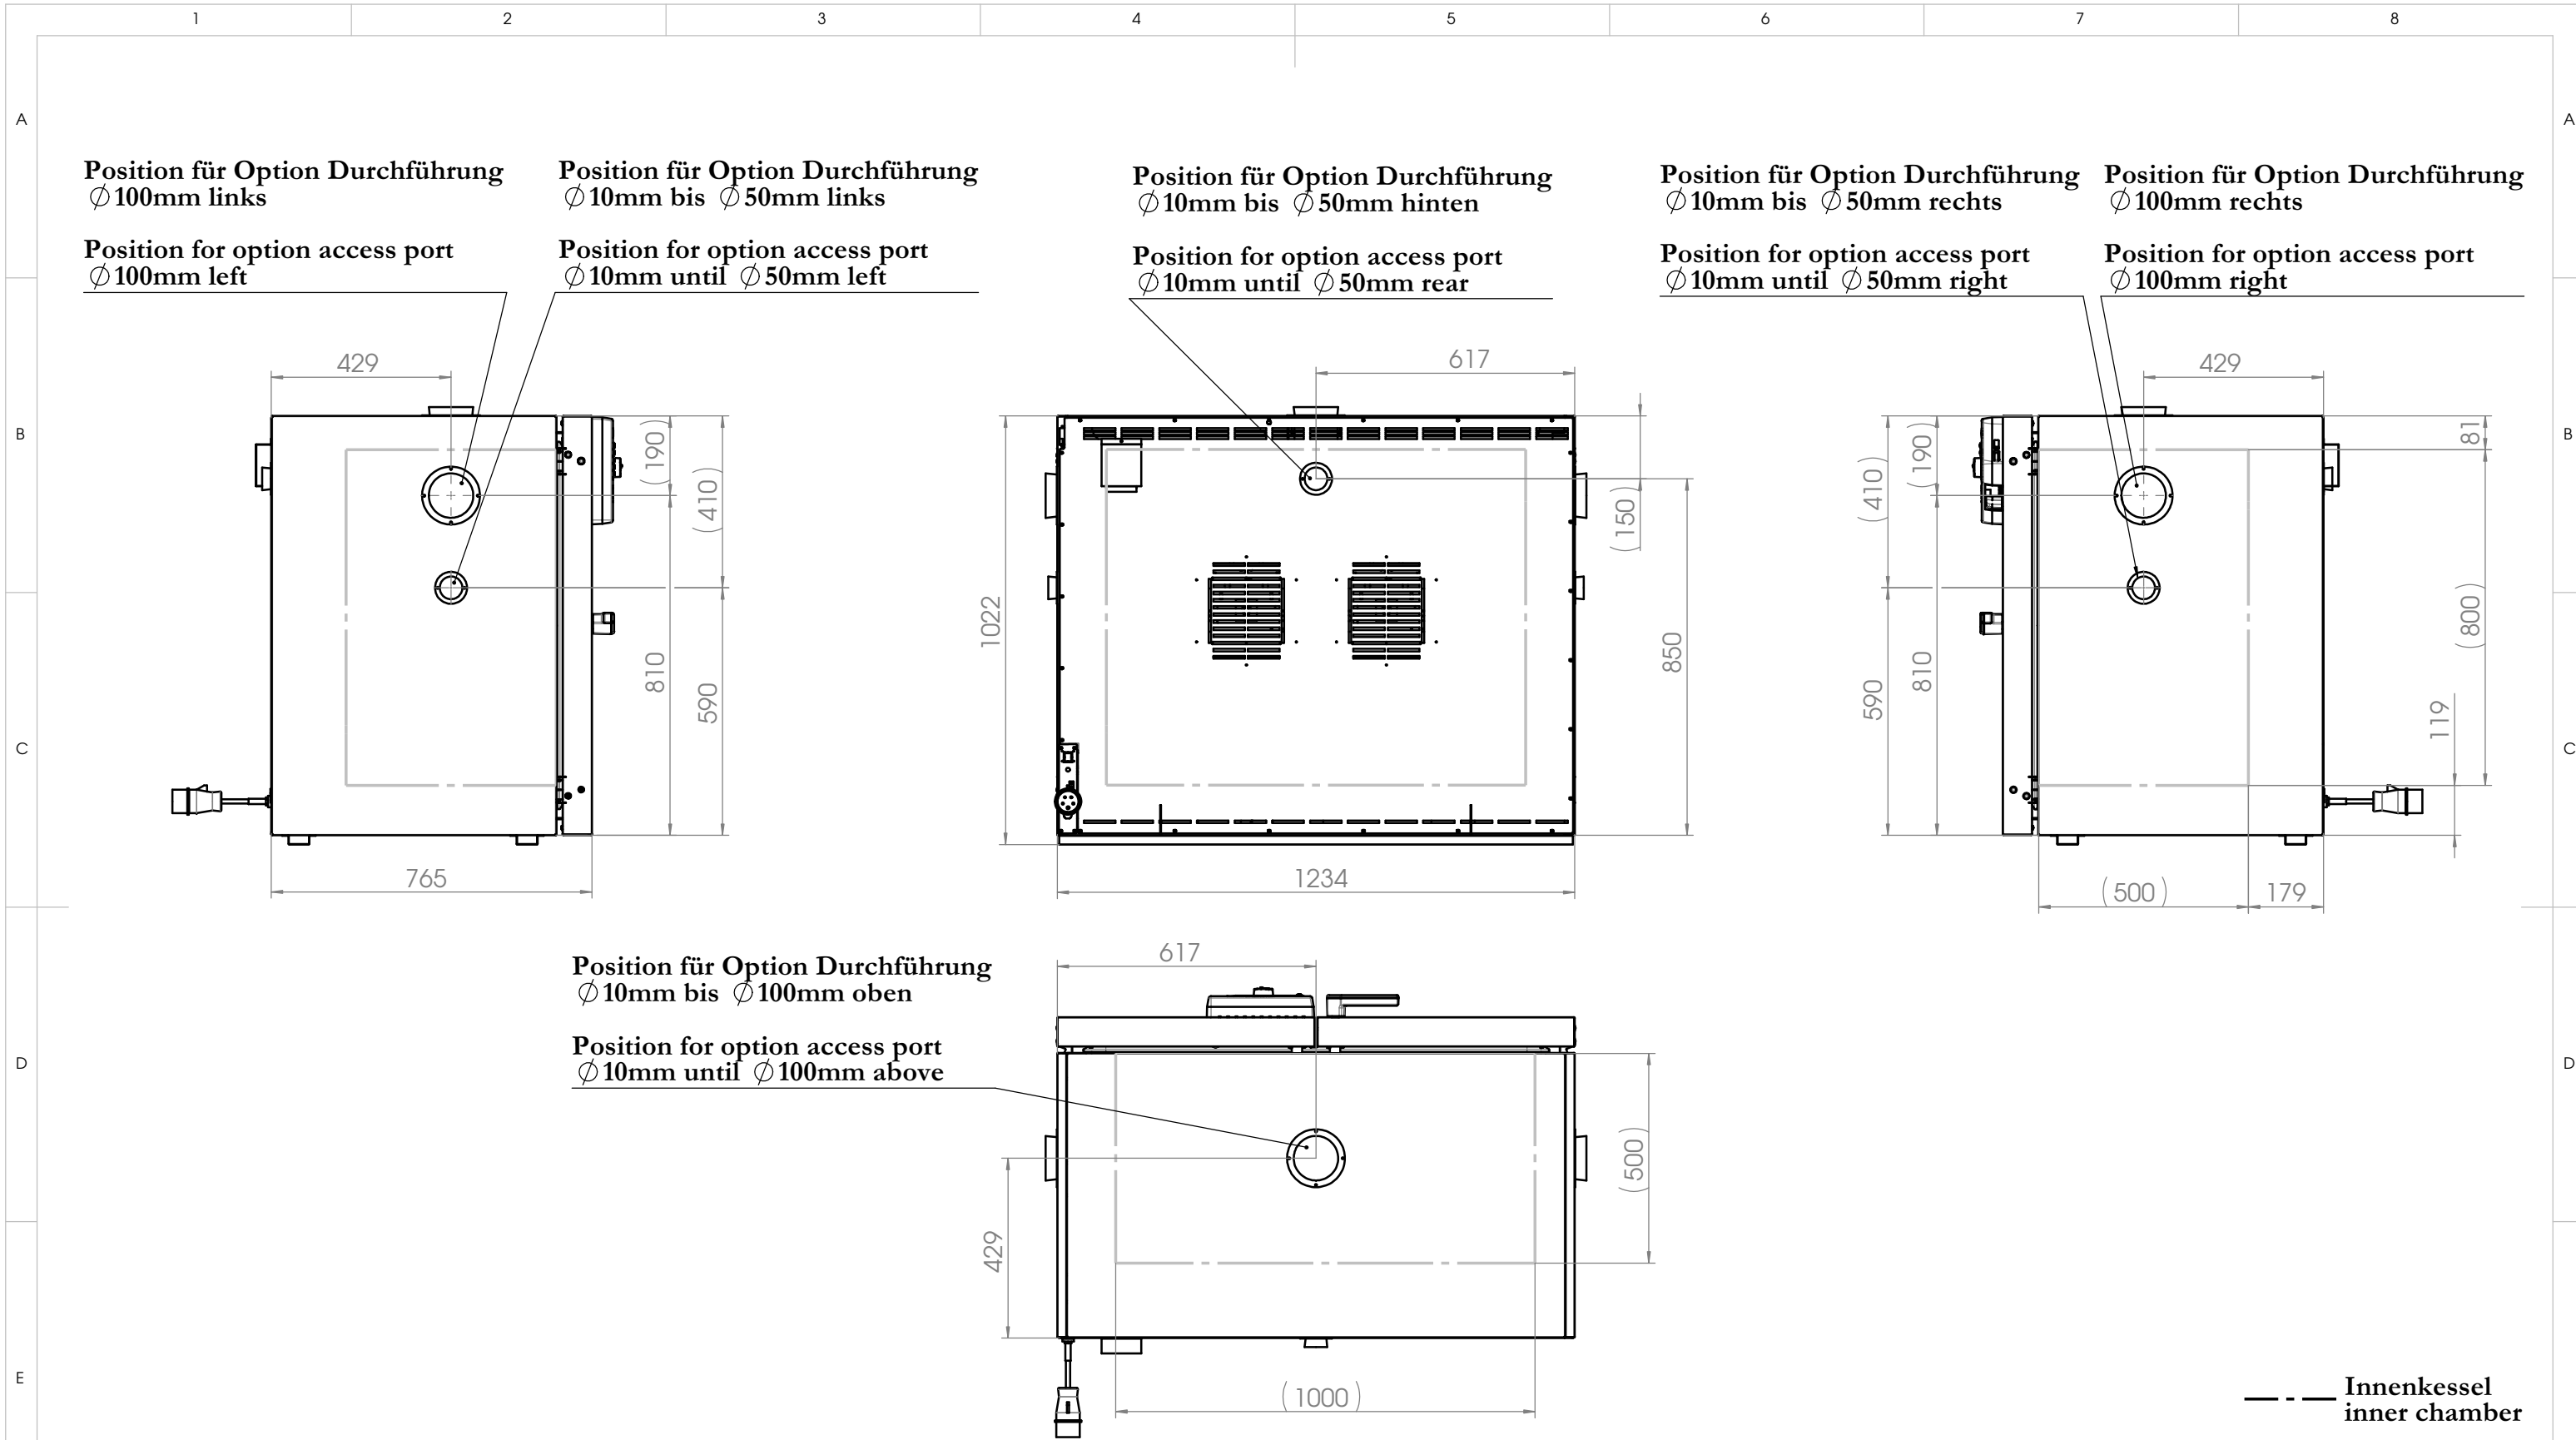 1 2 3 4 5 6 7 8
A
A
Position für Option Durchführung
∅100mm links
Position for option access port
∅100mm left
Position für Option Durchführung
∅10mm bis ∅50mm links
Position for option access port
∅10mm until ∅50mm left
Position für Option Durchführung
∅10mm bis ∅50mm hinten
Position for option access port
∅10mm until ∅50mm rear
Position für Option Durchführung
∅10mm bis ∅50mm rechts
Position for option access port
∅10mm until ∅50mm right
Position für Option Durchführung
∅100mm rechts
Position for option access port
∅100mm right
B
B
429
(190)
(410)
810
590
765
617
(150)
1022
850
1234
429
(410)
(190)
81
590
810
(800)
119
(500)
179
C
C
Position für Option Durchführung
∅10mm bis ∅100mm oben
Position for option access port
∅10mm until ∅100mm above
617
(500)
429
(1000)
D
D
E
Innenkessel
inner chamber